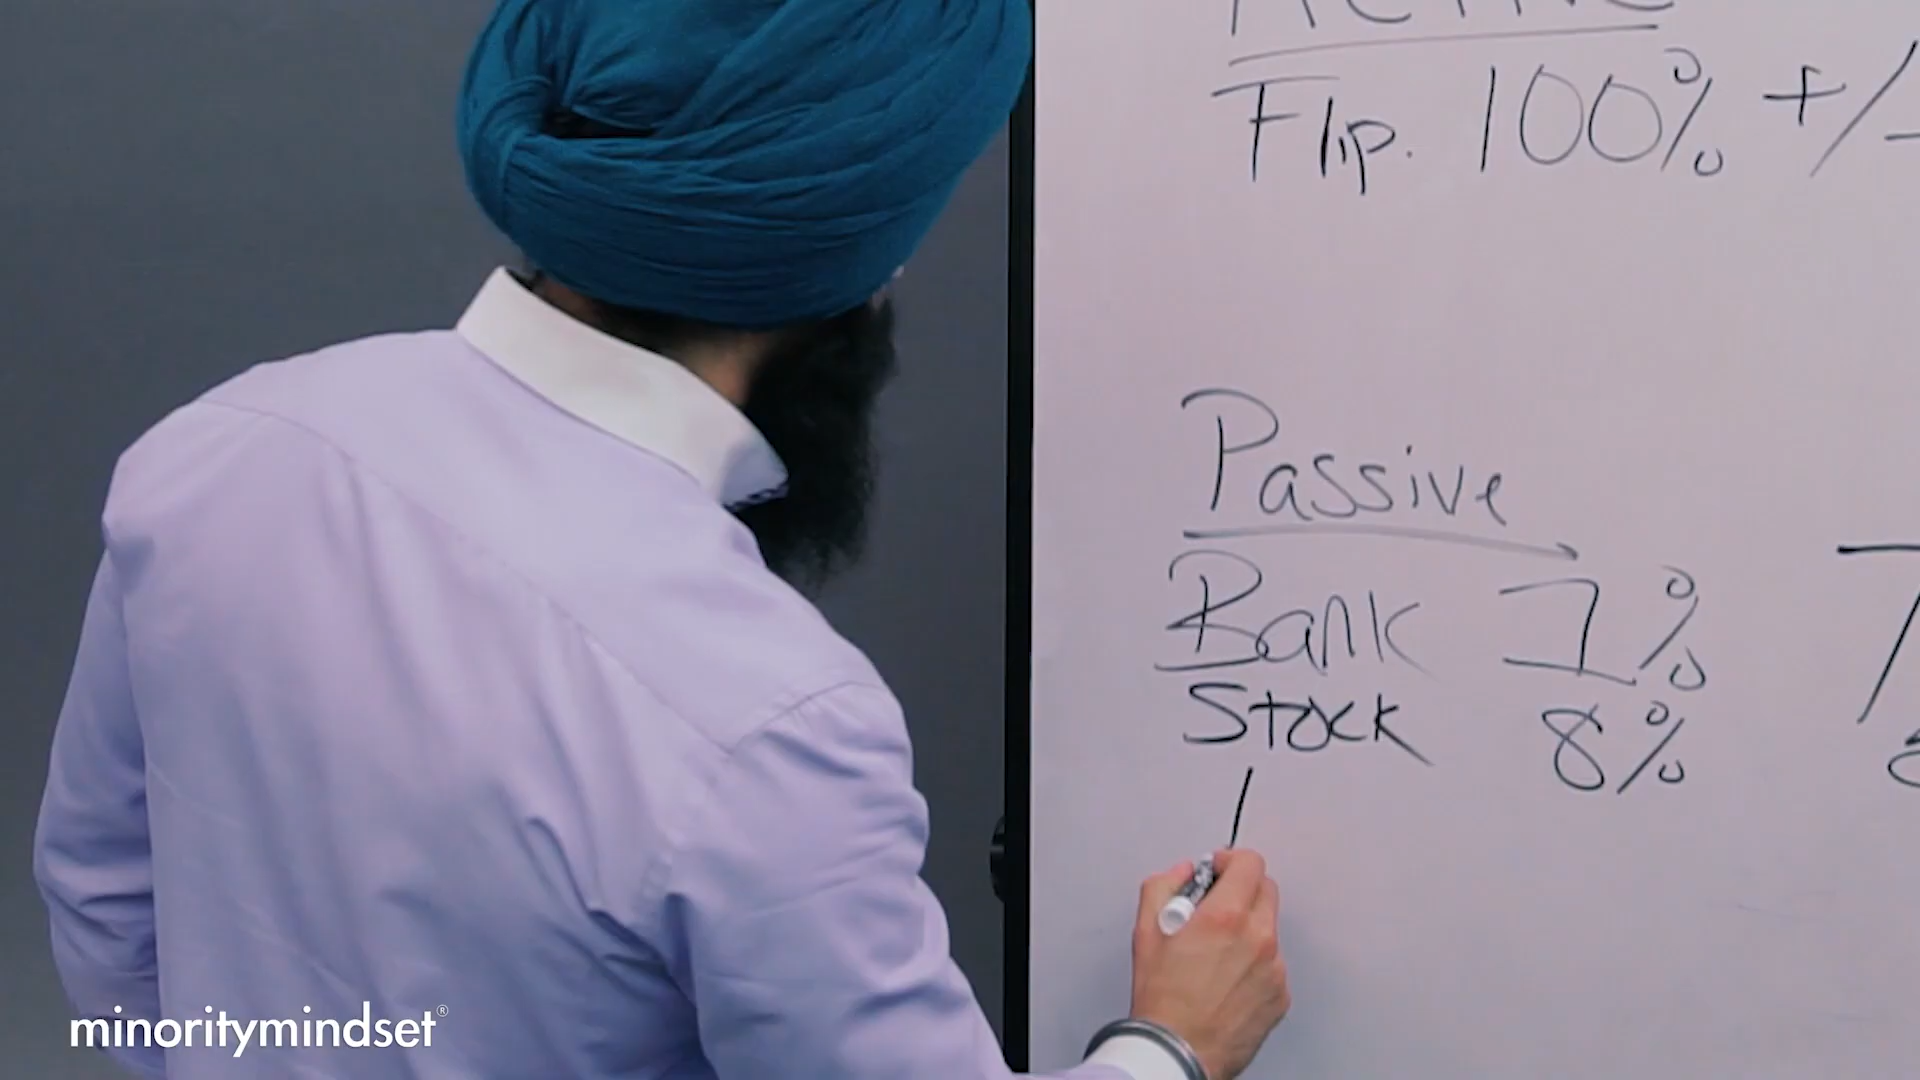 Flip. 100% +/-
Passive
Bank 1%
Stock 8%
minoritymindset®